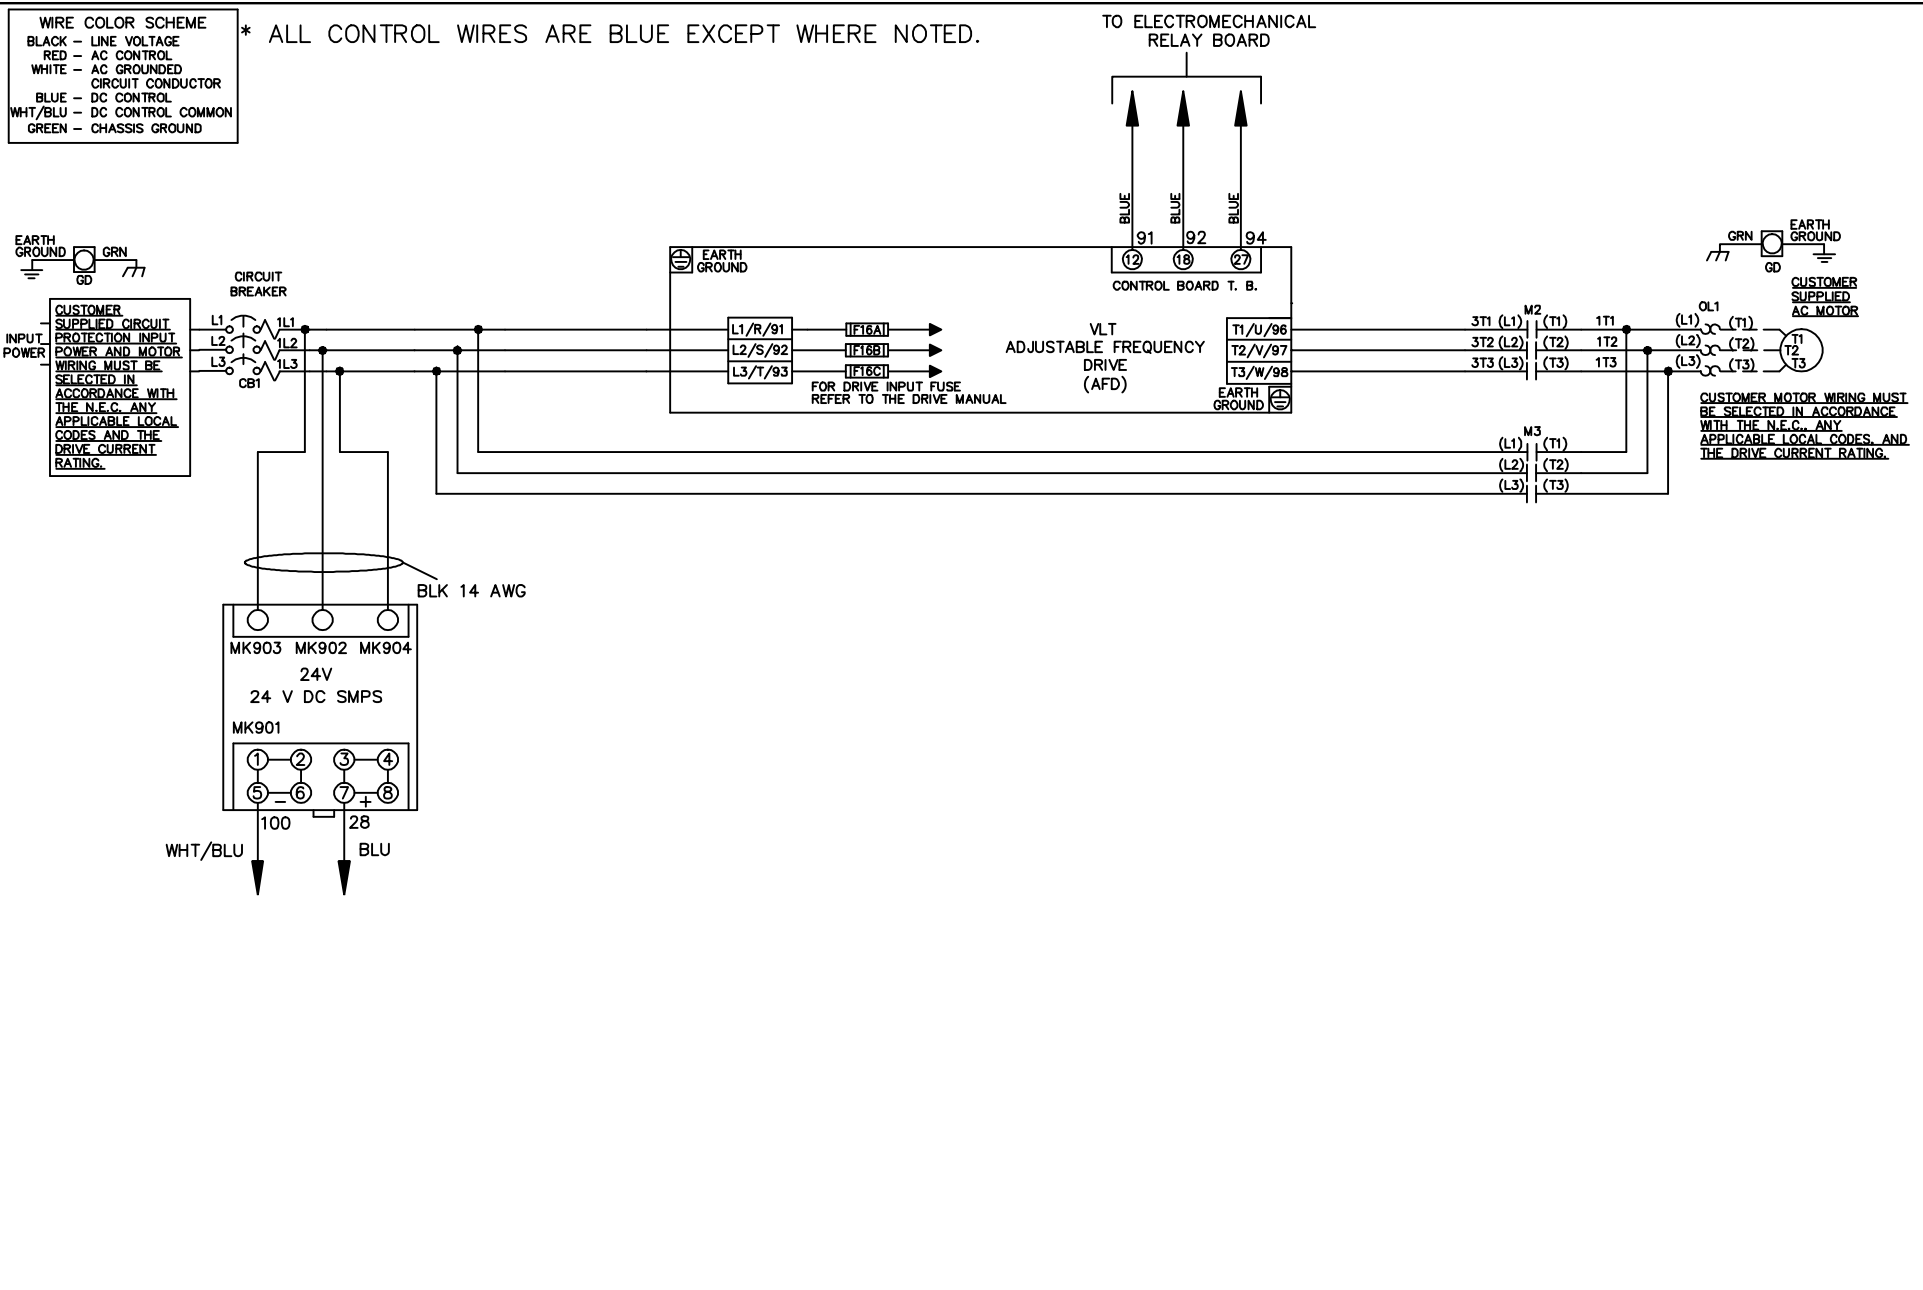 WIRE COLOR SCHEME
BLACK – LINE VOLTAGE
RED – AC CONTROL
WHITE – AC GROUNDED
CIRCUIT CONDUCTOR
BLUE – DC CONTROL
WHT/BLU – DC CONTROL COMMON
GREEN – CHASSIS GROUND
* ALL CONTROL WIRES ARE BLUE EXCEPT WHERE NOTED.
TO ELECTROMECHANICAL
RELAY BOARD
BLUE
BLUE
BLUE
91
92
94
12
18
27
CONTROL BOARD T. B.
EARTH
GROUND
GRN
GD
CUSTOMER
SUPPLIED CIRCUIT
PROTECTION INPUT
POWER AND MOTOR
WIRING MUST BE
SELECTED IN
ACCORDANCE WITH
THE N.E.C. ANY
APPLICABLE LOCAL
CODES AND THE
DRIVE CURRENT
RATING.
INPUT
POWER
CIRCUIT
BREAKER
L1
1L1
L2
1L2
L3
1L3
CB1
EARTH
GROUND
L1/R/91
L2/S/92
L3/T/93
F16A
F16B
F16C
FOR DRIVE INPUT FUSE
REFER TO THE DRIVE MANUAL
VLT
ADJUSTABLE FREQUENCY
DRIVE
(AFD)
T1/U/96
T2/V/97
T3/W/98
EARTH
GROUND
M2
3T1 (L1) (T1) 1T1
3T2 (L2) (T2) 1T2
3T3 (L3) (T3) 1T3
M3
(L1) (T1)
(L2) (T2)
(L3) (T3)
GRN
EARTH
GROUND
GD
CUSTOMER
SUPPLIED
AC MOTOR
OL1
(L1) (T1)
(L2) (T2)
(L3) (T3)
T1
T2
T3
CUSTOMER MOTOR WIRING MUST
BE SELECTED IN ACCORDANCE
WITH THE N.E.C., ANY
APPLICABLE LOCAL CODES, AND
THE DRIVE CURRENT RATING.
BLK 14 AWG
MK903 MK902 MK904
24V
24 V DC SMPS
MK901
1 2 3 4
5 6 7 8
– +
100
28
WHT/BLU
BLU